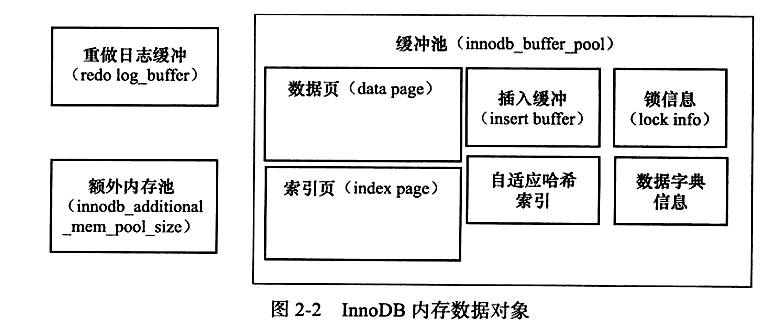 重做日志缓冲
（redo log_buffer）
额外内存池
（innodb_additional
_mem_pool_size）
缓冲池（innodb_buffer_pool）
数据页（data page）
插入缓冲
（insert buffer）
锁信息
（lock info）
索引页（index page）
自适应哈希
索引
数据字典
信息
图 2-2 InnoDB 内存数据对象